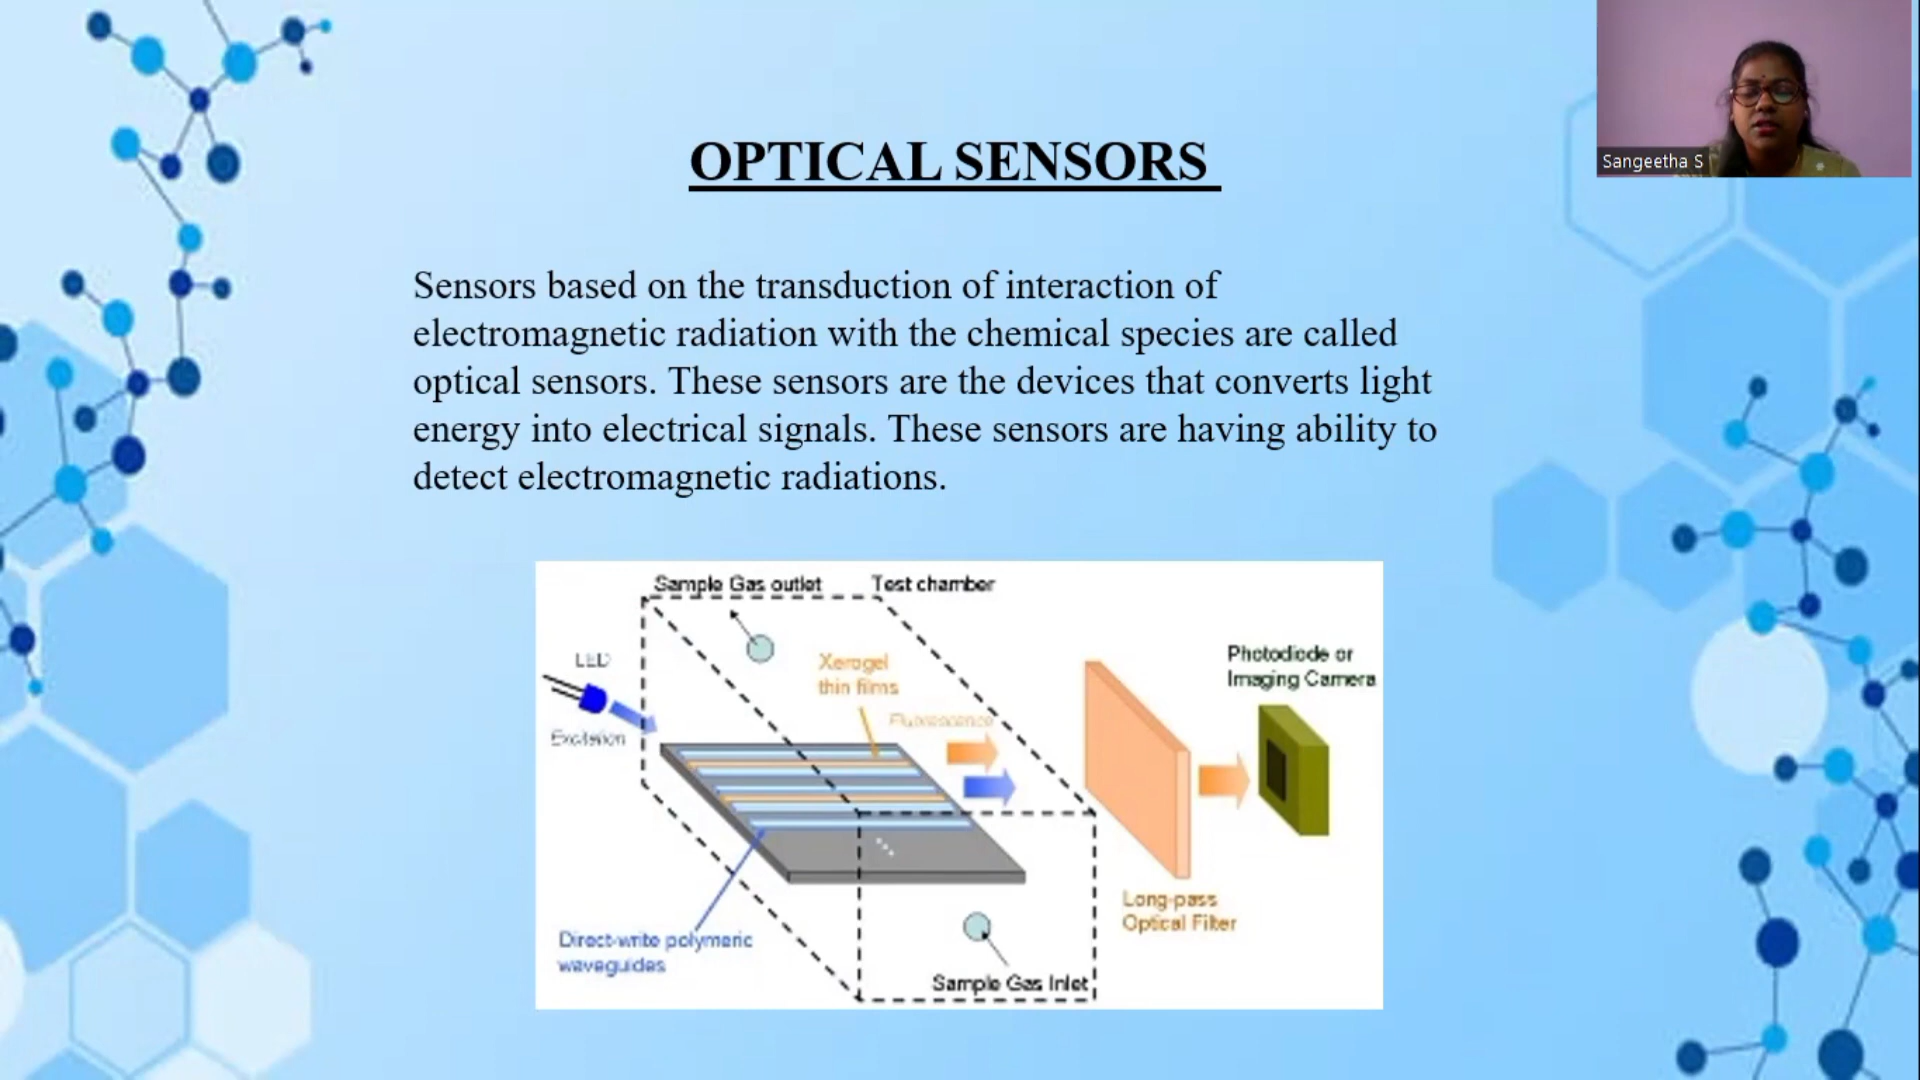 OPTICAL SENSORS
Sangeetha S
Sensors based on the transduction of interaction of
electromagnetic radiation with the chemical species are called
optical sensors. These sensors are the devices that converts light
energy into electrical signals. These sensors are having ability to
detect electromagnetic radiations.
Sample Gas outlet
Test chamber
LED
Excitation
Xerogel
thin films
Fluorescence
Photodiode or
Imaging Camera
Long-pass
Optical Filter
Direct-write polymeric
waveguides
Sample Gas Inlet